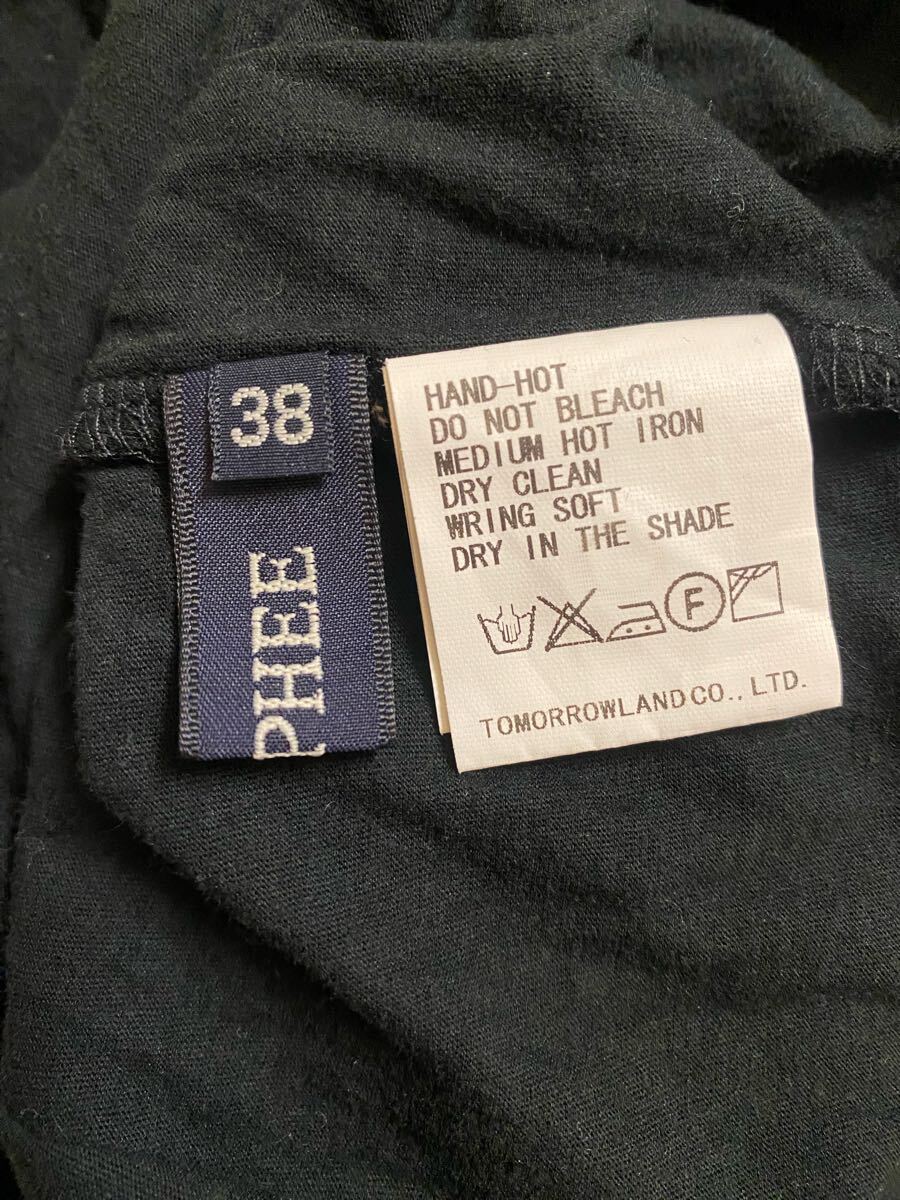 38
PHEE
HAND-HOT
DO NOT BLEACH
MEDIUM HOT IRON
DRY CLEAN
WRING SOFT
DRY IN THE SHADE
F
TOMORROWLAND CO., LTD.